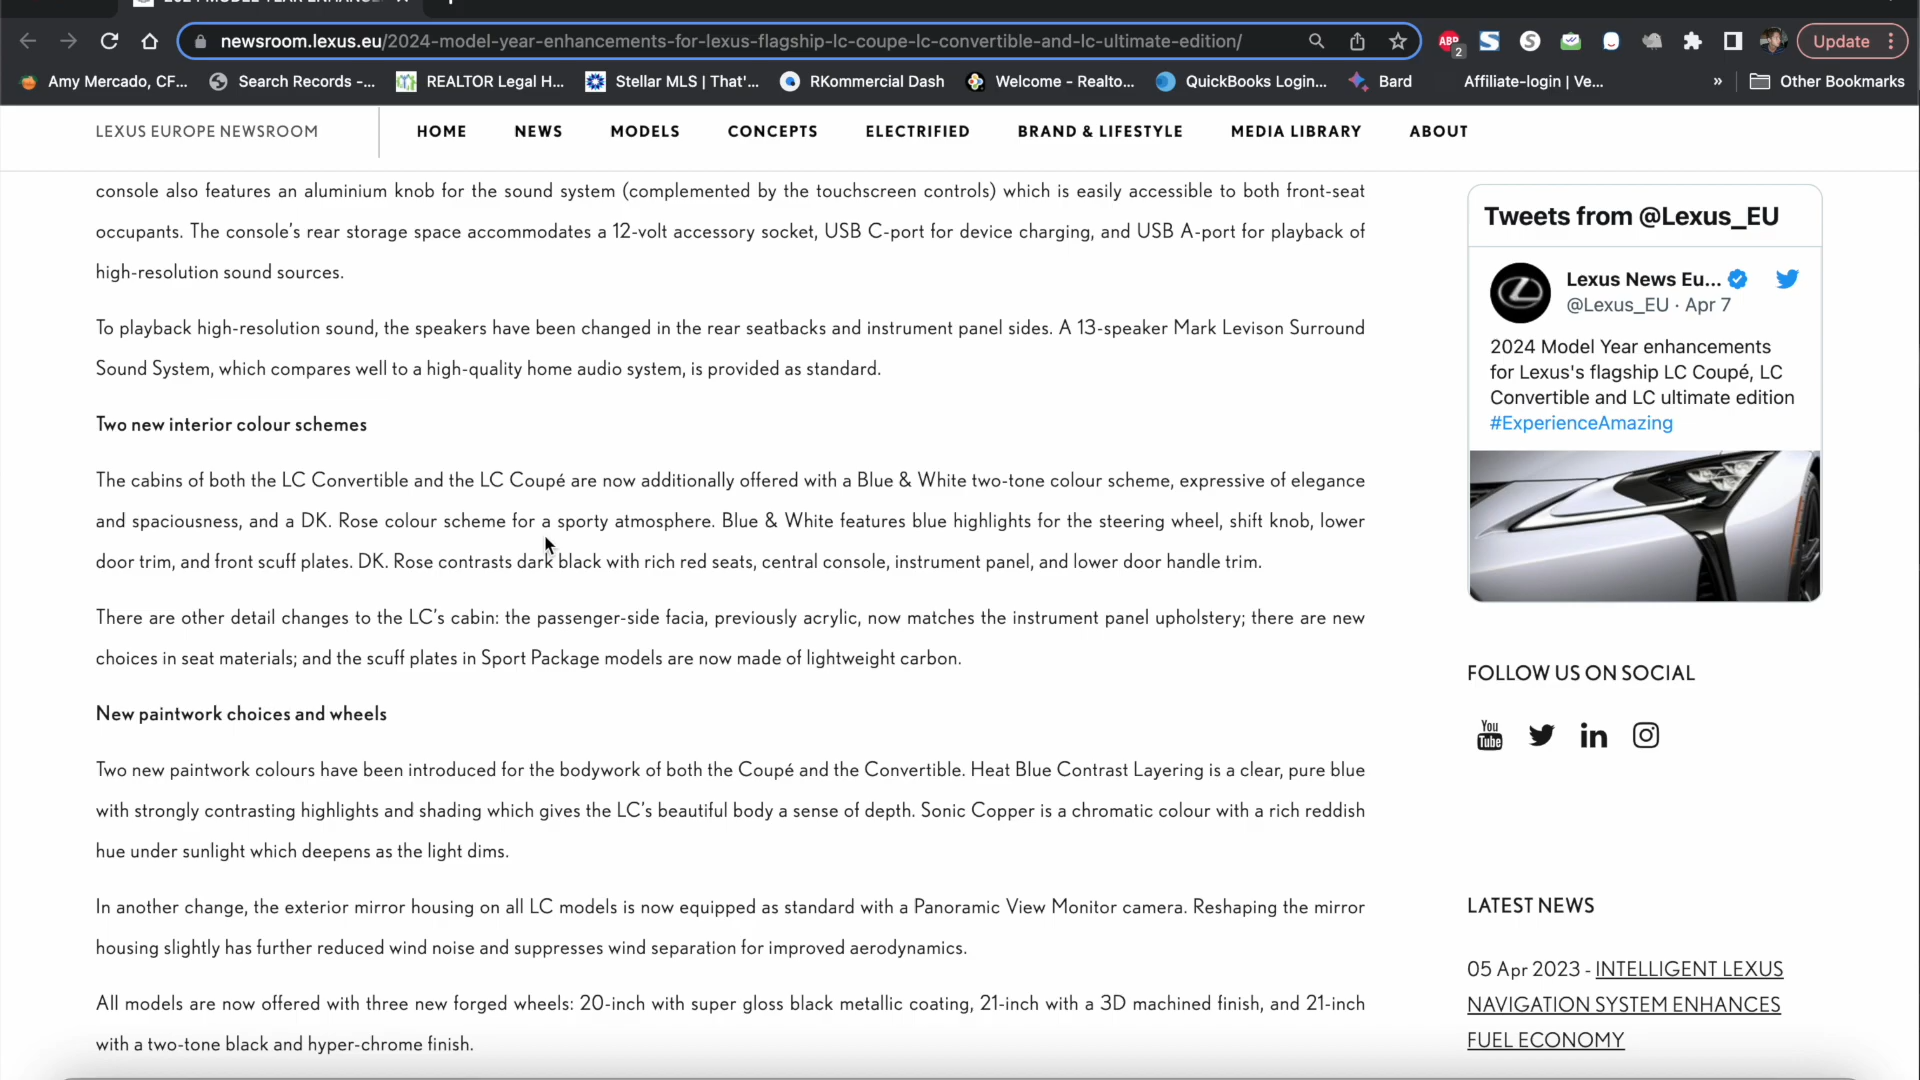 newsroom.lexus.eu/2024-model-year-enhancements-for-lexus-flagship-lc-coupe-lc-convertible-and-lc-ultimate-edition/
ABP
2
Update
Amy Mercado, CF...
Search Records -...
REALTOR Legal H...
Stellar MLS | That'...
RKommercial Dash
Welcome - Realto...
QuickBooks Login...
Bard
Affiliate-login | Ve...
»
Other Bookmarks
LEXUS EUROPE NEWSROOM
HOME
NEWS
MODELS
CONCEPTS
ELECTRIFIED
BRAND & LIFESTYLE
MEDIA LIBRARY
ABOUT
console also features an aluminium knob for the sound system (complemented by the touchscreen controls) which is easily accessible to both front-seat
occupants. The console's rear storage space accommodates a 12-volt accessory socket, USB C-port for device charging, and USB A-port for playback of
high-resolution sound sources.
To playback high-resolution sound, the speakers have been changed in the rear seatbacks and instrument panel sides. A 13-speaker Mark Levison Surround
Sound System, which compares well to a high-quality home audio system, is provided as standard.
Two new interior colour schemes
The cabins of both the LC Convertible and the LC Coupé are now additionally offered with a Blue & White two-tone colour scheme, expressive of elegance
and spaciousness, and a DK. Rose colour scheme for a sporty atmosphere. Blue & White features blue highlights for the steering wheel, shift knob, lower
door trim, and front scuff plates. DK. Rose contrasts dark black with rich red seats, central console, instrument panel, and lower door handle trim.
There are other detail changes to the LC's cabin: the passenger-side facia, previously acrylic, now matches the instrument panel upholstery; there are new
choices in seat materials; and the scuff plates in Sport Package models are now made of lightweight carbon.
New paintwork choices and wheels
Two new paintwork colours have been introduced for the bodywork of both the Coupé and the Convertible. Heat Blue Contrast Layering is a clear, pure blue
with strongly contrasting highlights and shading which gives the LC's beautiful body a sense of depth. Sonic Copper is a chromatic colour with a rich reddish
hue under sunlight which deepens as the light dims.
In another change, the exterior mirror housing on all LC models is now equipped as standard with a Panoramic View Monitor camera. Reshaping the mirror
housing slightly has further reduced wind noise and suppresses wind separation for improved aerodynamics.
All models are now offered with three new forged wheels: 20-inch with super gloss black metallic coating, 21-inch with a 3D machined finish, and 21-inch
with a two-tone black and hyper-chrome finish.
Tweets from @Lexus_EU
Lexus News Eu...
@Lexus_EU · Apr 7
2024 Model Year enhancements
for Lexus's flagship LC Coupé, LC
Convertible and LC ultimate edition
#ExperienceAmazing
FOLLOW US ON SOCIAL
You
Tube
in
LATEST NEWS
05 Apr 2023 - INTELLIGENT LEXUS
NAVIGATION SYSTEM ENHANCES
FUEL ECONOMY